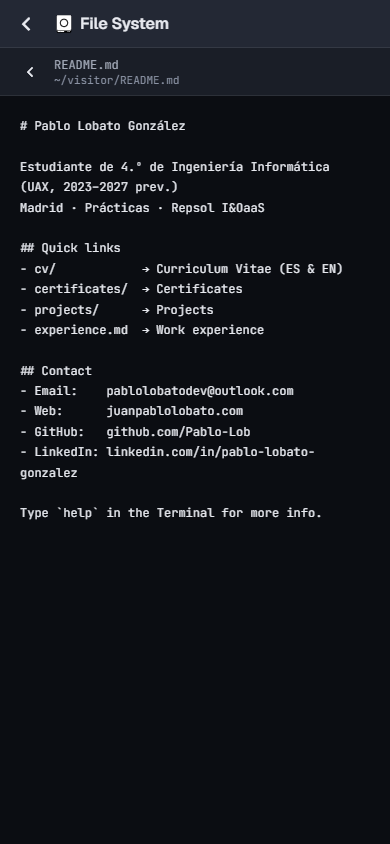 File System
README.md
~/visitor/README.md
# Pablo Lobato González
Estudiante de 4.º de Ingeniería Informática
(UAX, 2023–2027 prev.)
Madrid · Prácticas · Repsol I&OaaS
## Quick links
- cv/ → Curriculum Vitae (ES & EN)
- certificates/ → Certificates
- projects/ → Projects
- experience.md → Work experience
## Contact
- Email: pablolobatodev@outlook.com
- Web: juanpablolobato.com
- GitHub: github.com/Pablo-Lob
- LinkedIn: linkedin.com/in/pablo-lobato-
gonzalez
Type `help` in the Terminal for more info.